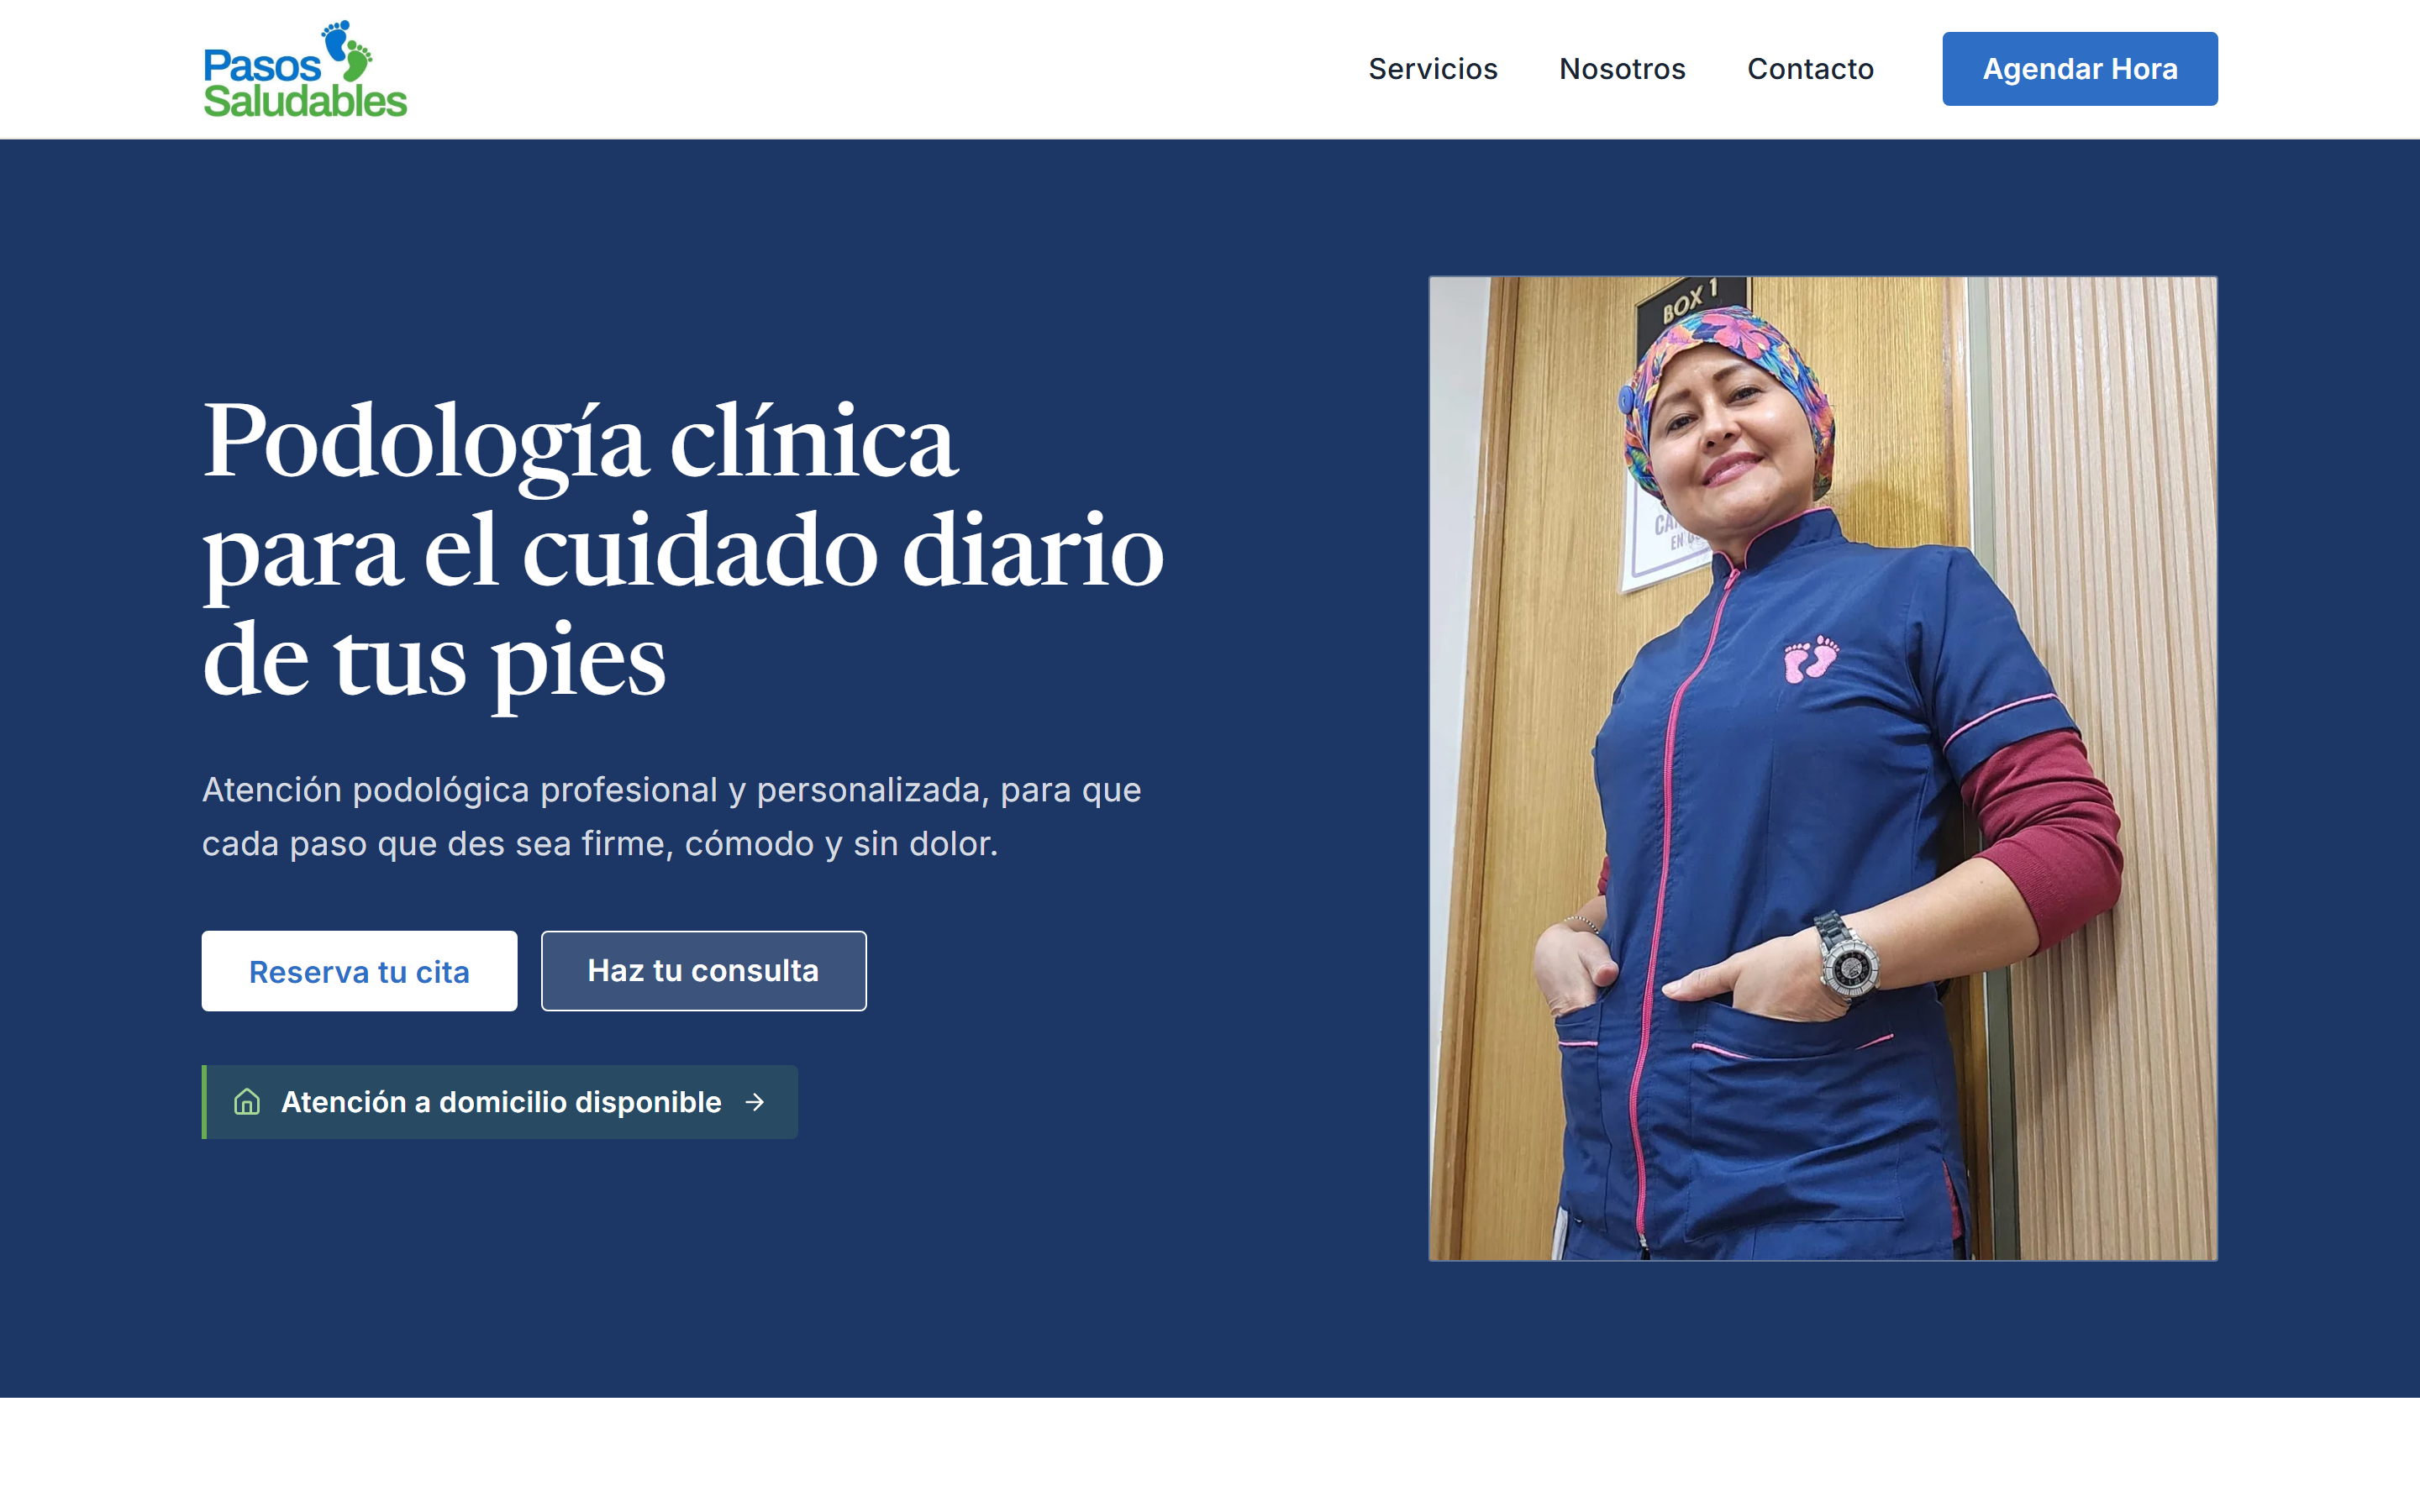 Pasos
Saludables
Servicios
Nosotros
Contacto
Agendar Hora
Podología clínica
para el cuidado diario
de tus pies
Atención podológica profesional y personalizada, para que
cada paso que des sea firme, cómodo y sin dolor.
Reserva tu cita
Haz tu consulta
Atención a domicilio disponible
BOX 1